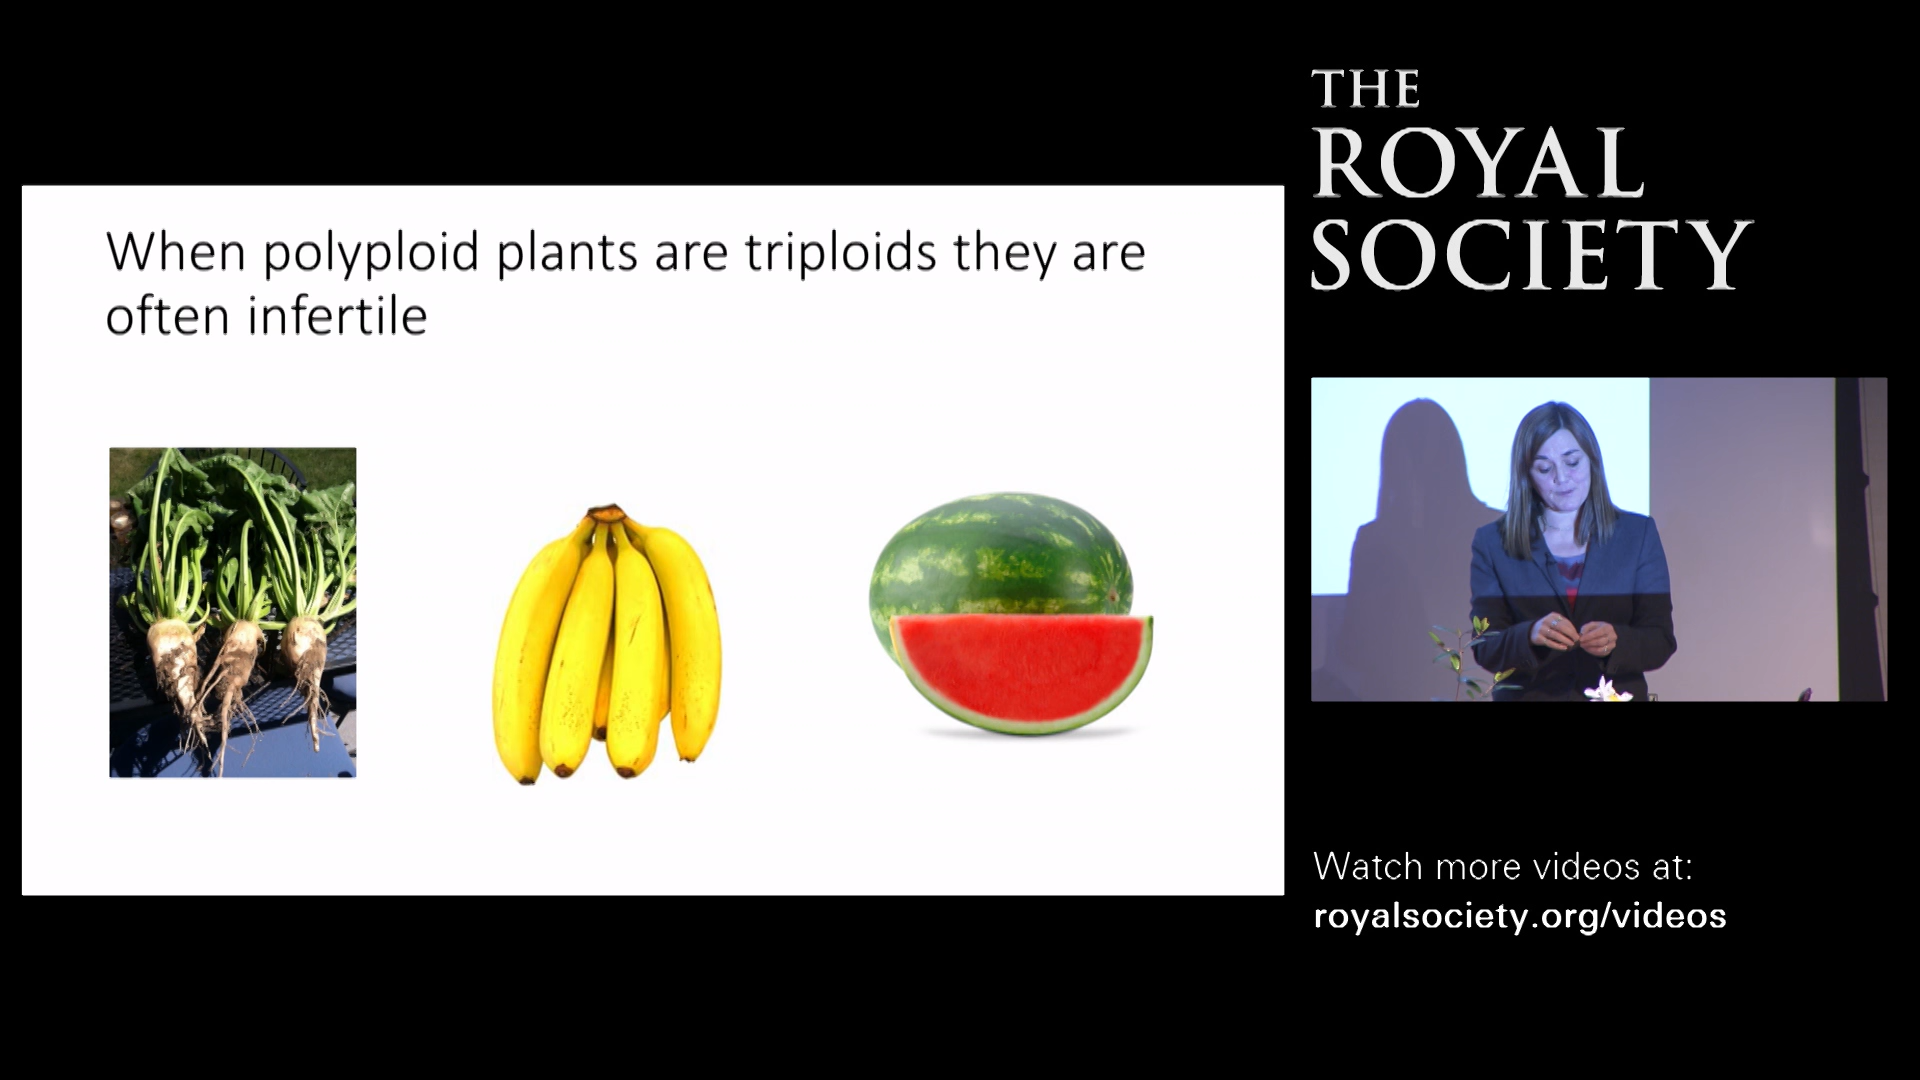 When polyploid plants are triploids they are
often infertile
THE
ROYAL
SOCIETY
Watch more videos at:
royalsociety.org/videos